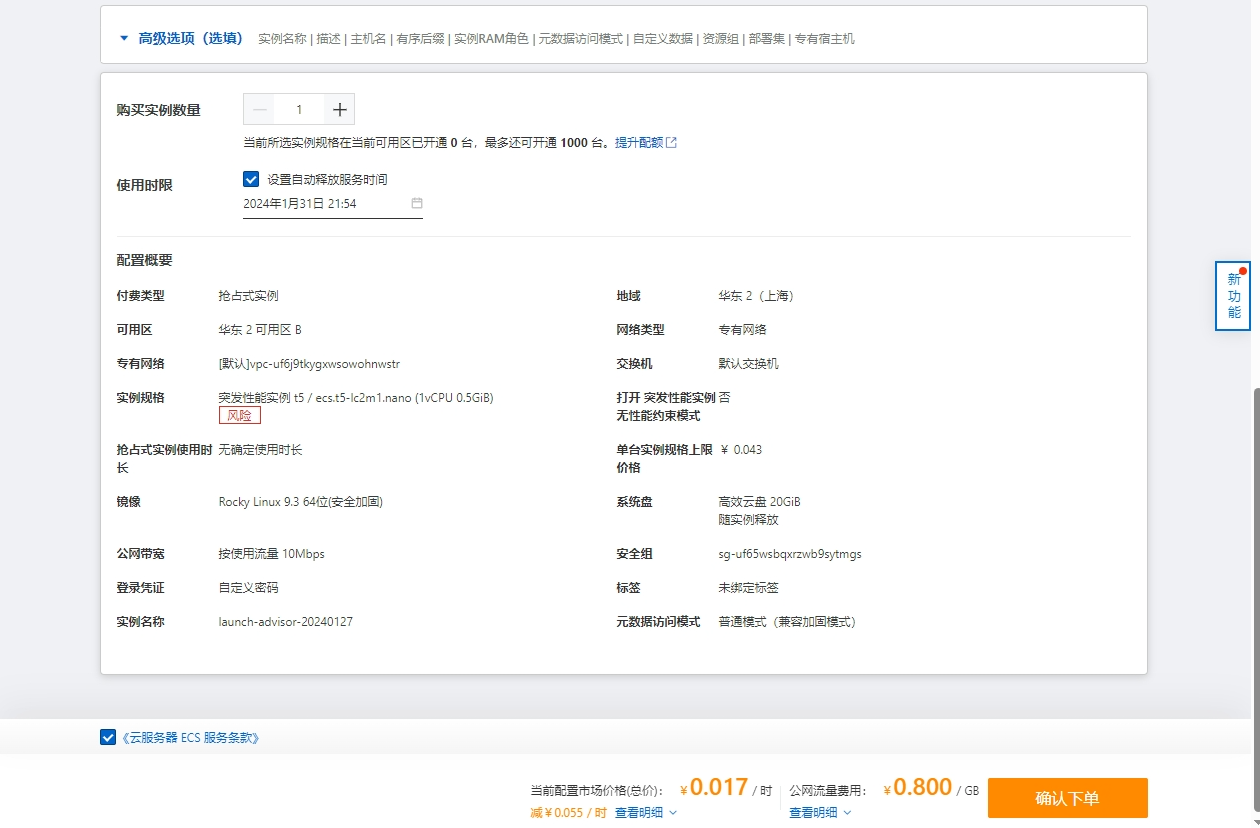 高级选项（选填） 实例名称 | 描述 | 主机名 | 有序后缀 | 实例RAM角色 | 元数据访问模式 | 自定义数据 | 资源组 | 部署集 | 专有宿主机
购买实例数量 — 1 +
当前所选实例规格在当前可用区已开通 0 台，最多还可开通 1000 台。提升配额
使用时限 设置自动释放服务时间
2024年1月31日 21:54
新功能
配置概要
付费类型 抢占式实例 地域 华东 2（上海）
可用区 华东 2 可用区 B 网络类型 专有网络
专有网络 [默认]vpc-uf6j9tkygxwsowohnwstr 交换机 默认交换机
实例规格 突发性能实例 t5 / ecs.t5-lc2m1.nano (1vCPU 0.5GiB) 打开 突发性能实例 否
风险 无性能约束模式
抢占式实例使用时 无确定使用时长 单台实例规格上限 ¥ 0.043
长 价格
镜像 Rocky Linux 9.3 64位(安全加固) 系统盘 高效云盘 20GiB
随实例释放
公网带宽 按使用流量 10Mbps 安全组 sg-uf65wsbqxrzwb9sytmgs
登录凭证 自定义密码 标签 未绑定标签
实例名称 launch-advisor-20240127 元数据访问模式 普通模式（兼容加固模式）
《云服务器 ECS 服务条款》
当前配置市场价格(总价)： ¥0.017 / 时 公网流量费用： ¥0.800 / GB 确认下单
减¥0.055 / 时 查看明细 查看明细